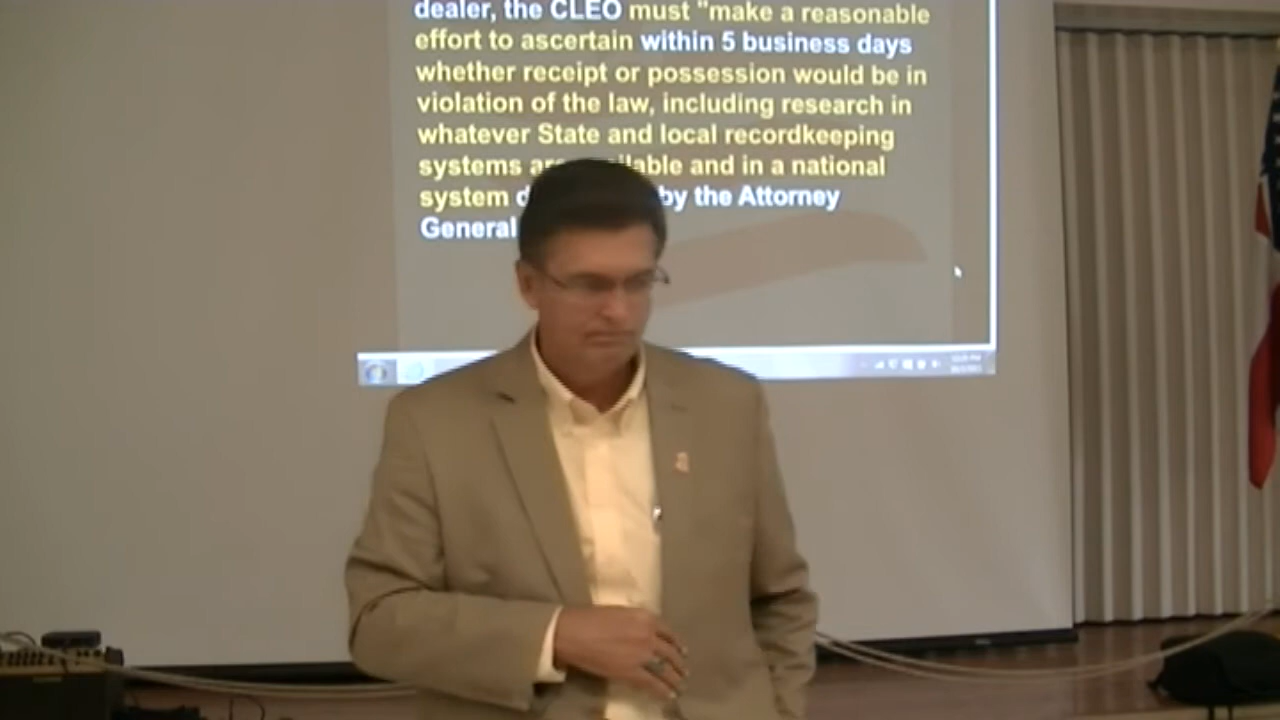 dealer, the CLEO must "make a reasonable
effort to ascertain within 5 business days
whether receipt or possession would be in
violation of the law, including research in
whatever State and local recordkeeping
systems and in a national
system by the Attorney
General